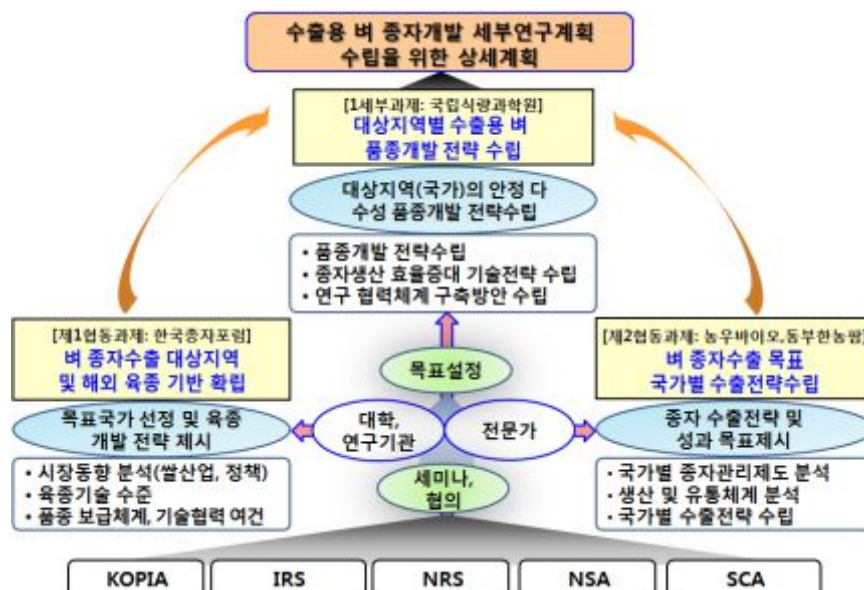 수출용 벼 종자개발 세부연구계획
수립을 위한 상세계획
[1세부과제: 국립식량과학원]
대상지역별 수출용 벼
품종개발 전략 수립
대상지역(국가)의 안정 다
수성 품종개발 전략수립
• 품종개발 전략수립
• 종자생산 효율증대 기술전략 수립
• 연구 협력체계 구축방안 수립
[제1협동과제: 한국종자포럼]
벼 종자수출 대상지역
및 해외 육종 기반 확립
목표국가 선정 및 육종
개발 전략 제시
• 시장동향 분석(쌀산업, 정책)
• 육종기술 수준
• 품종 보급체계, 기술협력 여건
목표설정
대학,
연구기관
전문가
세미나,
협의
[제2협동과제: 농우바이오,동부한농팜]
벼 종자수출 목표
국가별 수출전략수립
종자 수출전략 및
성과 목표제시
• 국가별 종자관리제도 분석
• 생산 및 유통체계 분석
• 국가별 수출전략 수립
KOPIA
IRS
NRS
NSA
SCA